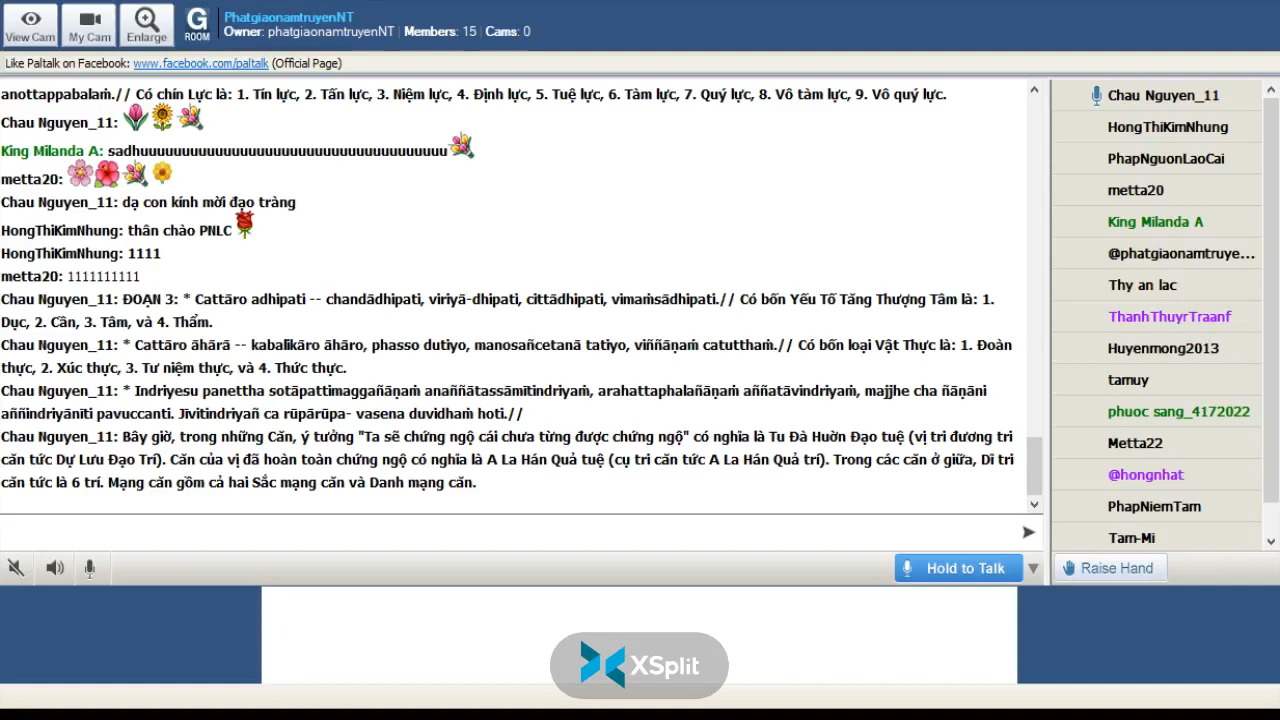 View Cam
My Cam
Enlarge
G
ROOM
PhatgiaonamtruyenNT
Owner: phatgiaonamtruyenNT , Members: 15 , Cams: 0
Like Paltalk on Facebook: www.facebook.com/paltalk (Official Page)
anottappabalaṁ.// Có chín Lực là: 1. Tín lực, 2. Tấn lực, 3. Niệm lực, 4. Định lực, 5. Tuệ lực, 6. Tàm lực, 7. Quý lực, 8. Vô tàm lực, 9. Vô quý lực.
Chau Nguyen_11:
King Milanda A: sadhuuuuuuuuuuuuuuuuuuuuuuuuuuuuuuuuuuuuuu
metta20:
Chau Nguyen_11: dạ con kính mời đạo tràng
HongThiKimNhung: thân chào PNLC
HongThiKimNhung: 1111
metta20: 1111111111
Chau Nguyen_11: ĐOẠN 3: * Cattāro adhipati -- chandādhipati, viriyā-dhipati, cittādhipati, vimaṁsādhipati.// Có bốn Yếu Tố Tăng Thượng Tâm là: 1.
Dục, 2. Cần, 3. Tâm, và 4. Thẩm.
Chau Nguyen_11: * Cattāro āhārā -- kabalikāro āhāro, phasso dutiyo, manosañcetanā tatiyo, viññāṇaṁ catutthaṁ.// Có bốn loại Vật Thực là: 1. Đoàn
thực, 2. Xúc thực, 3. Tư niệm thực, và 4. Thức thực.
Chau Nguyen_11: * Indriyesu panettha sotāpattimaggañāṇaṁ anaññātassāmītindriyaṁ, arahattaphalañāṇaṁ aññatāvindriyaṁ, majjhe cha ñāṇāni
aññindriyānīti pavuccanti. Jīvitindriyañ ca rūpārūpa- vasena duvidhaṁ hoti.//
Chau Nguyen_11: Bây giờ, trong những Căn, ý tưởng "Ta sẽ chứng ngộ cái chưa từng được chứng ngộ" có nghĩa là Tu Đà Huờn Đạo tuệ (vị tri đương tri
căn tức Dự Lưu Đạo Trí). Căn của vị đã hoàn toàn chứng ngộ có nghĩa là A La Hán Quả tuệ (cụ tri căn tức A La Hán Quả trí). Trong các căn ở giữa, Dĩ tri
căn tức là 6 trí. Mạng căn gồm cả hai Sắc mạng căn và Danh mạng căn.
Hold to Talk
Chau Nguyen_11
HongThiKimNhung
PhapNguonLaoCai
metta20
King Milanda A
@phatgiaonamtruye...
Thy an lac
ThanhThuyrTraanf
Huyenmong2013
tamuy
phuoc sang_4172022
Metta22
@hongnhat
PhapNiemTam
Tam-Mi
Raise Hand
XSplit